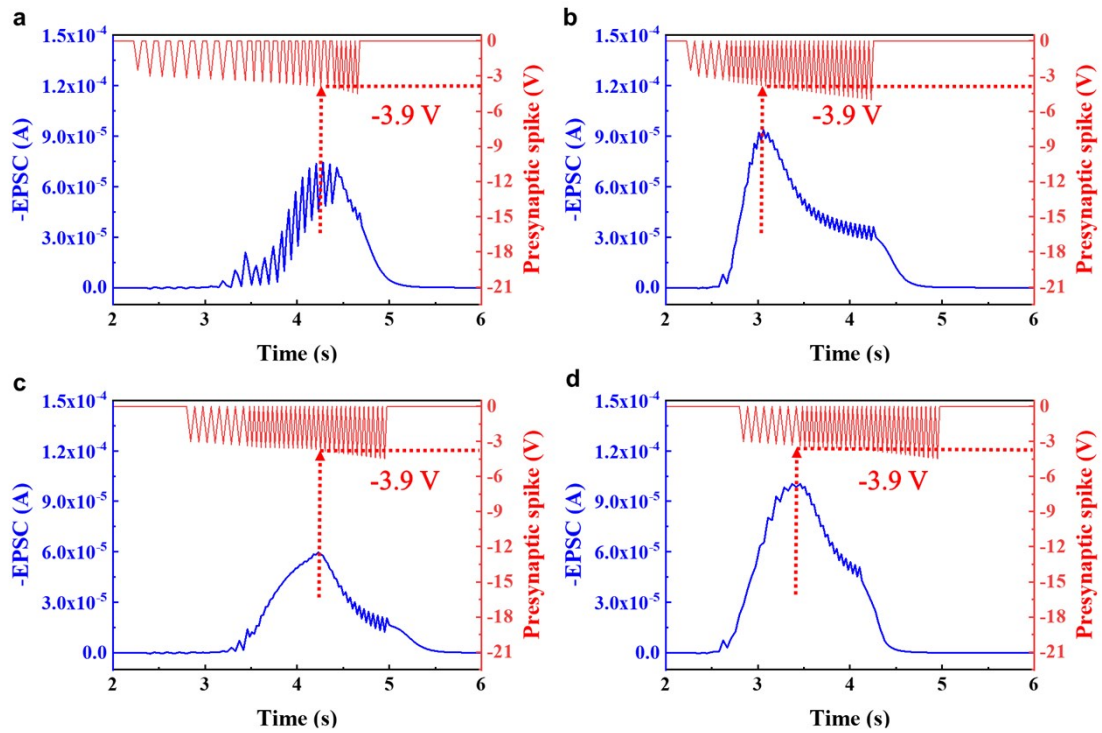 a
1.5x10⁻⁴
1.2x10⁻⁴
9.0x10⁻⁵
6.0x10⁻⁵
3.0x10⁻⁵
0.0
-EPSC (A)
2 3 4 5 6
Time (s)
0
-3
-6
-9
-12
-15
-18
-21
Presynaptic spike (V)
-3.9 V
b
1.5x10⁻⁴
1.2x10⁻⁴
9.0x10⁻⁵
6.0x10⁻⁵
3.0x10⁻⁵
0.0
-EPSC (A)
2 3 4 5 6
Time (s)
0
-3
-6
-9
-12
-15
-18
-21
Presynaptic spike (V)
-3.9 V
c
1.5x10⁻⁴
1.2x10⁻⁴
9.0x10⁻⁵
6.0x10⁻⁵
3.0x10⁻⁵
0.0
-EPSC (A)
2 3 4 5 6
Time (s)
0
-3
-6
-9
-12
-15
-18
-21
Presynaptic spike (V)
-3.9 V
d
1.5x10⁻⁴
1.2x10⁻⁴
9.0x10⁻⁵
6.0x10⁻⁵
3.0x10⁻⁵
0.0
-EPSC (A)
2 3 4 5 6
Time (s)
0
-3
-6
-9
-12
-15
-18
-21
Presynaptic spike (V)
-3.9 V